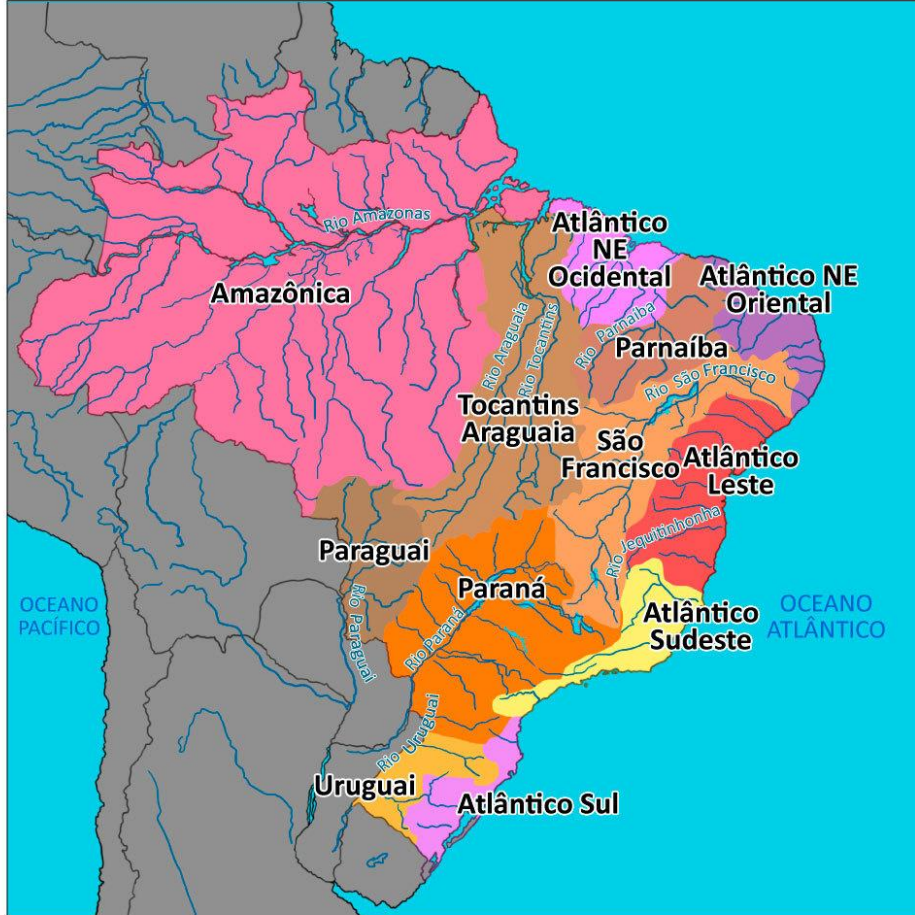 Rio Amazonas
Amazônica
Atlântico
NE
Ocidental
Atlântico NE
Oriental
Rio Parnaíba
Parnaíba
Rio Araguaia
Rio Tocantins
Rio São Francisco
Tocantins
Araguaia
São
Francisco
Atlântico
Leste
Rio Jequitinhonha
Paraguai
Paraná
Rio Paraguai
Rio Paraná
OCEANO
PACÍFICO
Atlântico
Sudeste
OCEANO
ATLÂNTICO
Rio Uruguai
Uruguai
Atlântico Sul